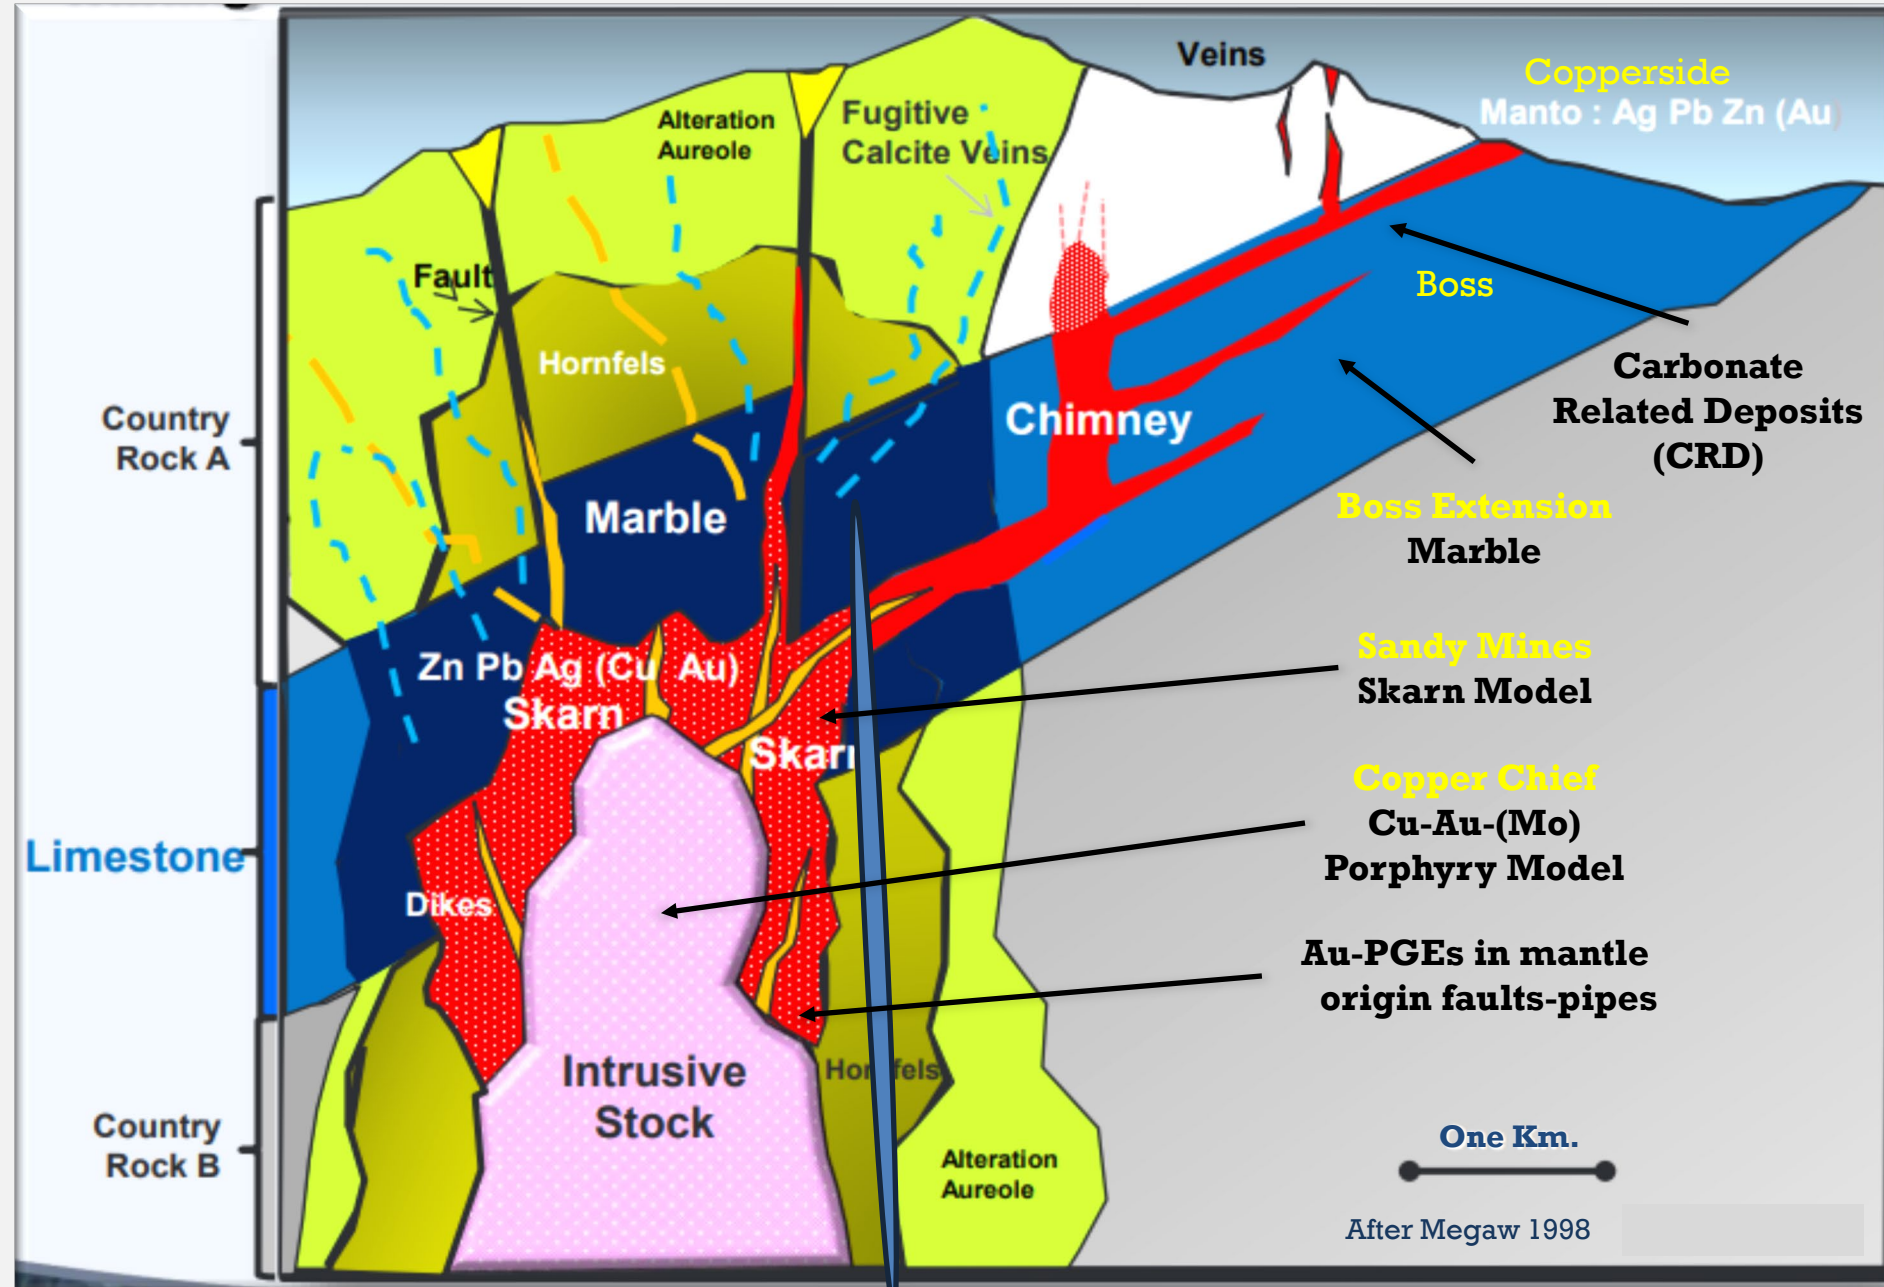 Veins
Copperside
Manto : Ag Pb Zn (Au)
Alteration
Aureole
Fugitive
Calcite Veins
Fault
Boss
Hornfels
Carbonate
Related Deposits
(CRD)
Country
Rock A
Chimney
Marble
Boss Extension
Marble
Zn Pb Ag (Cu Au)
Skarn
Sandy Mines
Skarn Model
Skarn
Copper Chief
Cu-Au-(Mo)
Porphyry Model
Limestone
Dikes
Au-PGEs in mantle
origin faults-pipes
Intrusive
Stock
Hornfels
Country
Rock B
Alteration
Aureole
One Km.
After Megaw 1998